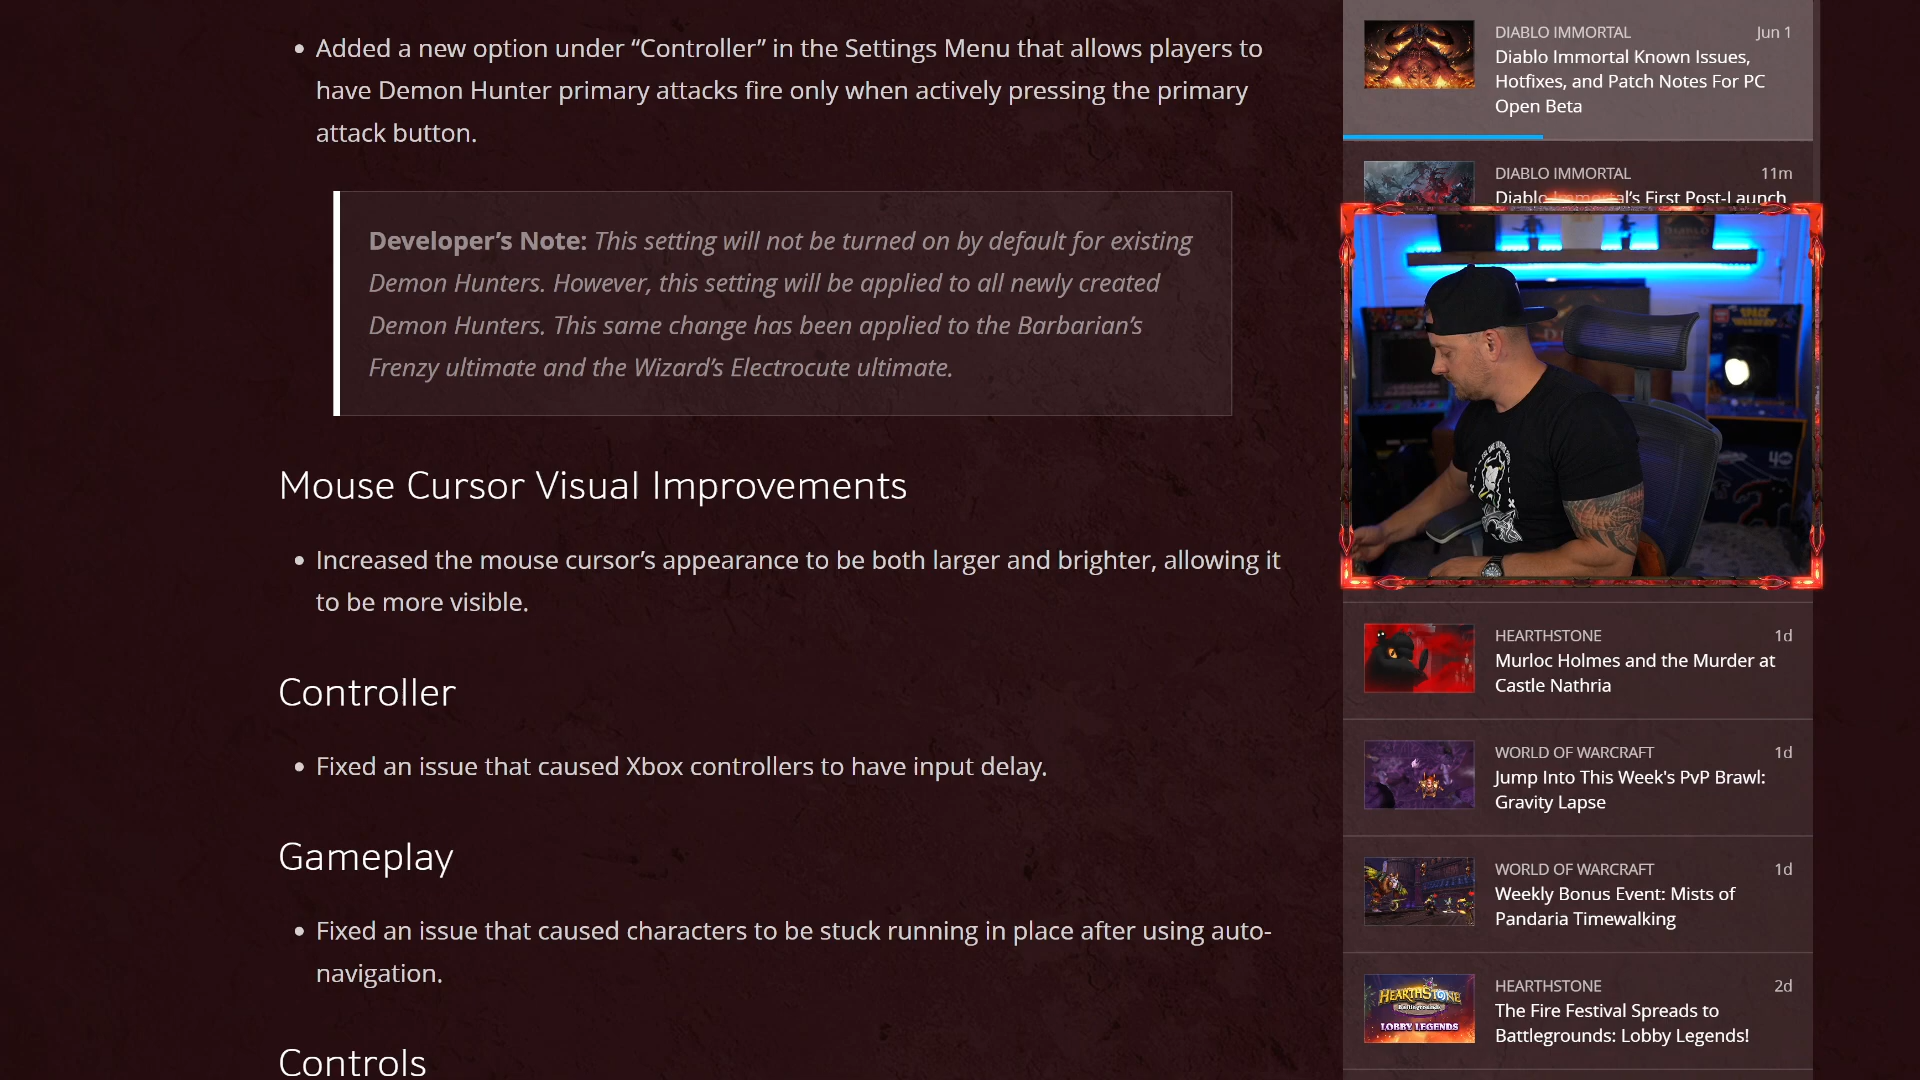 • Added a new option under “Controller” in the Settings Menu that allows players to
have Demon Hunter primary attacks fire only when actively pressing the primary
attack button.
Developer’s Note: This setting will not be turned on by default for existing
Demon Hunters. However, this setting will be applied to all newly created
Demon Hunters. This same change has been applied to the Barbarian’s
Frenzy ultimate and the Wizard’s Electrocute ultimate.
Mouse Cursor Visual Improvements
• Increased the mouse cursor’s appearance to be both larger and brighter, allowing it
to be more visible.
Controller
• Fixed an issue that caused Xbox controllers to have input delay.
Gameplay
• Fixed an issue that caused characters to be stuck running in place after using auto-
navigation.
Controls
DIABLO IMMORTAL Jun 1
Diablo Immortal Known Issues,
Hotfixes, and Patch Notes For PC
Open Beta
DIABLO IMMORTAL 11m
Diablo Immortal’s First Post-Launch
SPACE
INVADERS
40
HEARTHSTONE 1d
Murloc Holmes and the Murder at
Castle Nathria
WORLD OF WARCRAFT 1d
Jump Into This Week's PvP Brawl:
Gravity Lapse
WORLD OF WARCRAFT 1d
Weekly Bonus Event: Mists of
Pandaria Timewalking
HEARTHSTONE
Battlegrounds
LOBBY LEGENDS
HEARTHSTONE 2d
The Fire Festival Spreads to
Battlegrounds: Lobby Legends!